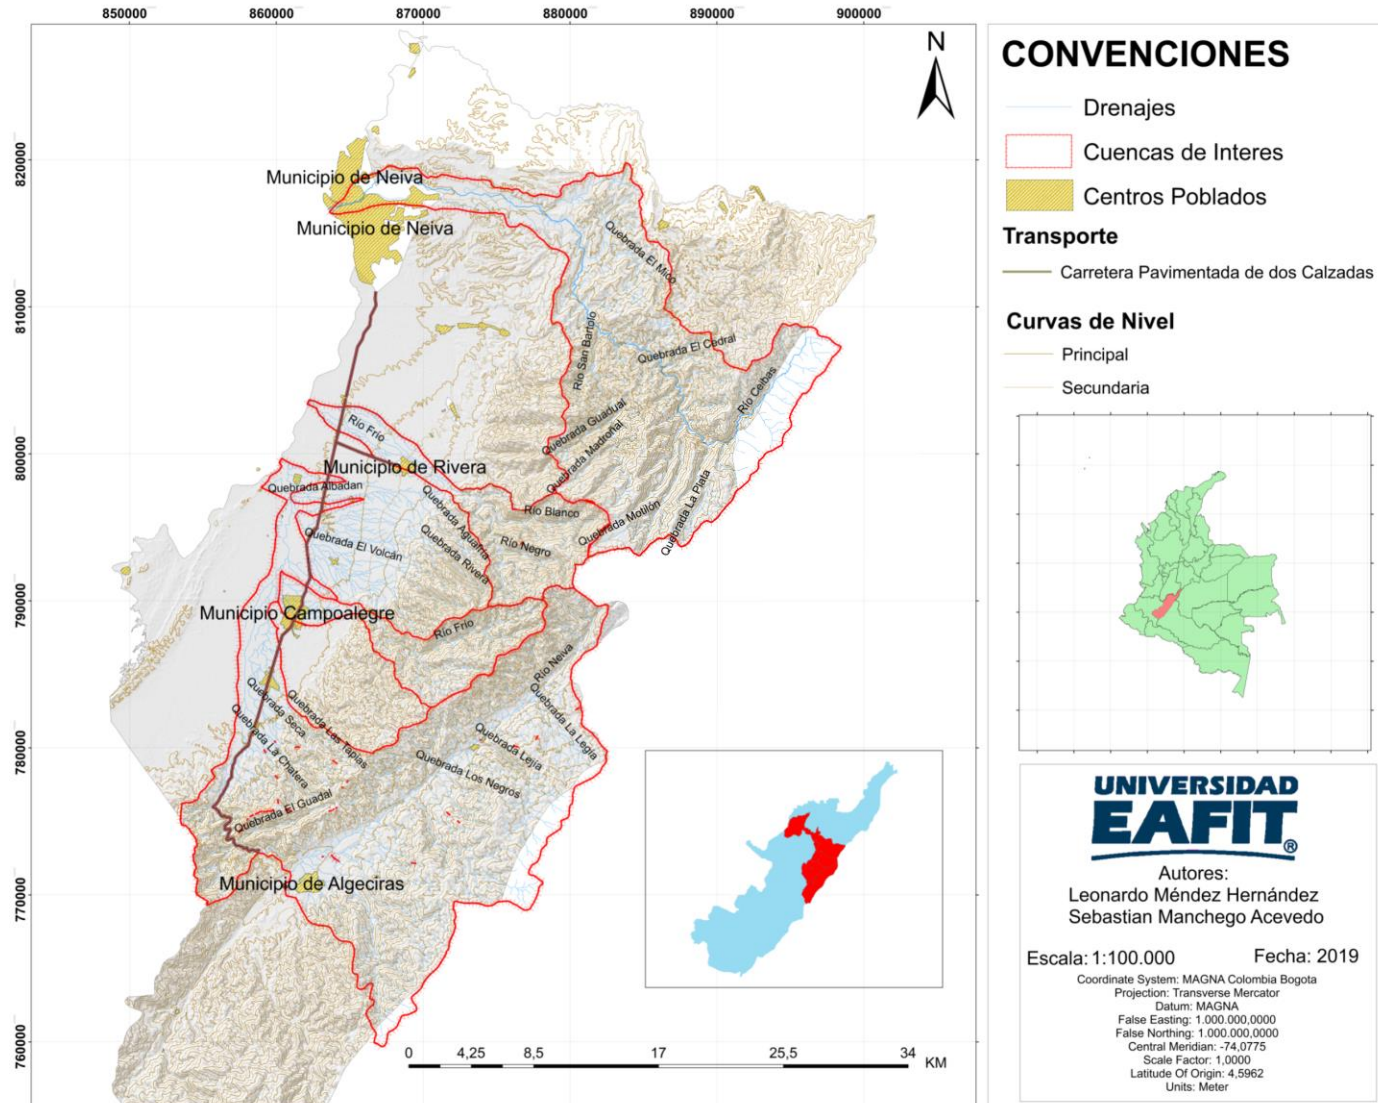 850000
860000
870000
880000
890000
900000
820000
810000
800000
790000
780000
770000
760000
N
Municipio de Neiva
Municipio de Neiva
Quebrada El Mico
Río San Bartolo
Quebrada El Cedral
Río Ceibas
Quebrada Guadual
Quebrada Madroñal
Río Frío
Municipio de Rivera
Quebrada Albadan
Quebrada Aguafria
Río Blanco
Quebrada Motilón
Quebrada La Plata
Quebrada El Volcán
Quebrada Rivera
Río Negro
Municipio Campoalegre
Río Frío
Río Neiva
Quebrada Seca
Quebrada Las Tapias
Quebrada La Chafera
Quebrada La Legía
Quebrada Lejía
Quebrada Los Negros
Quebrada El Guadal
Municipio de Algeciras
0 4,25 8,5 17 25,5 34
KM
CONVENCIONES
Drenajes
Cuencas de Interes
Centros Poblados
Transporte
Carretera Pavimentada de dos Calzadas
Curvas de Nivel
Principal
Secundaria
UNIVERSIDAD
EAFIT®
Autores:
Leonardo Méndez Hernández
Sebastian Manchego Acevedo
Escala: 1:100.000 Fecha: 2019
Coordinate System: MAGNA Colombia Bogota
Projection: Transverse Mercator
Datum: MAGNA
False Easting: 1.000.000,0000
False Northing: 1.000.000,0000
Central Meridian: -74,0775
Scale Factor: 1,0000
Latitude Of Origin: 4,5962
Units: Meter